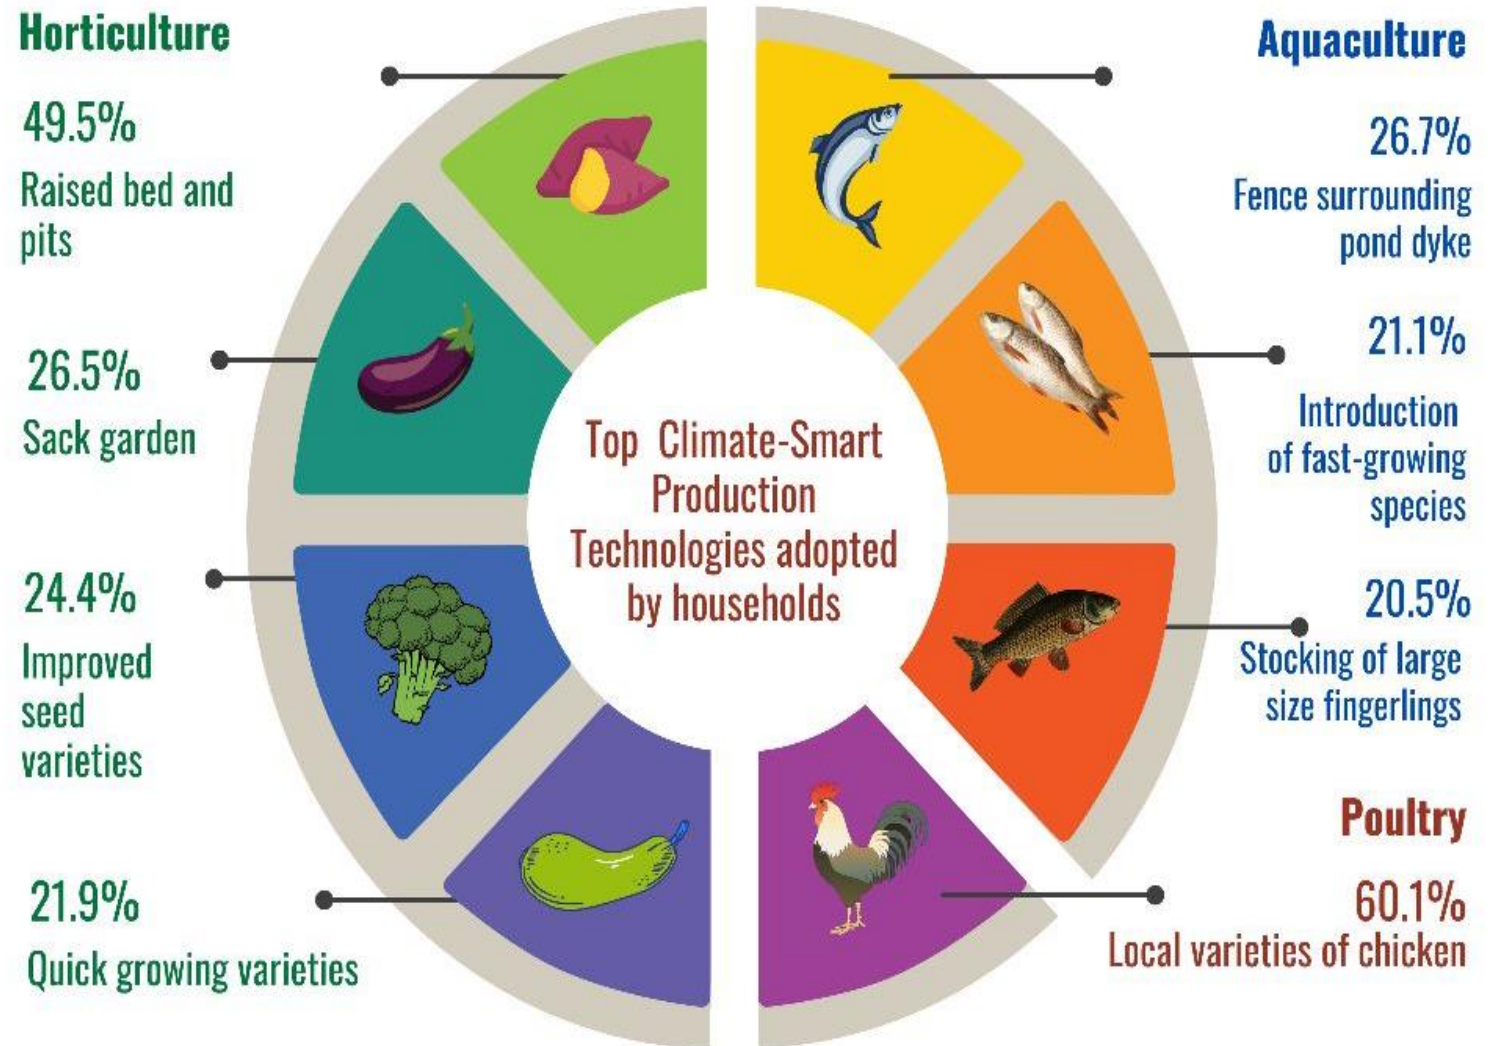 Horticulture
49.5%
Raised bed and
pits
26.5%
Sack garden
24.4%
Improved
seed
varieties
21.9%
Quick growing varieties
Top Climate-Smart
Production
Technologies adopted
by households
Aquaculture
26.7%
Fence surrounding
pond dyke
21.1%
Introduction
of fast-growing
species
20.5%
Stocking of large
size fingerlings
Poultry
60.1%
Local varieties of chicken